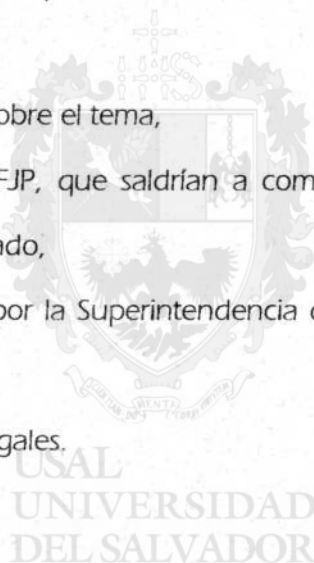 obre el tema,
FJP, que saldrían a com
ado,
por la Superintendencia
gales.
USAL
UNIVERSIDAD
DEL SALVADOR